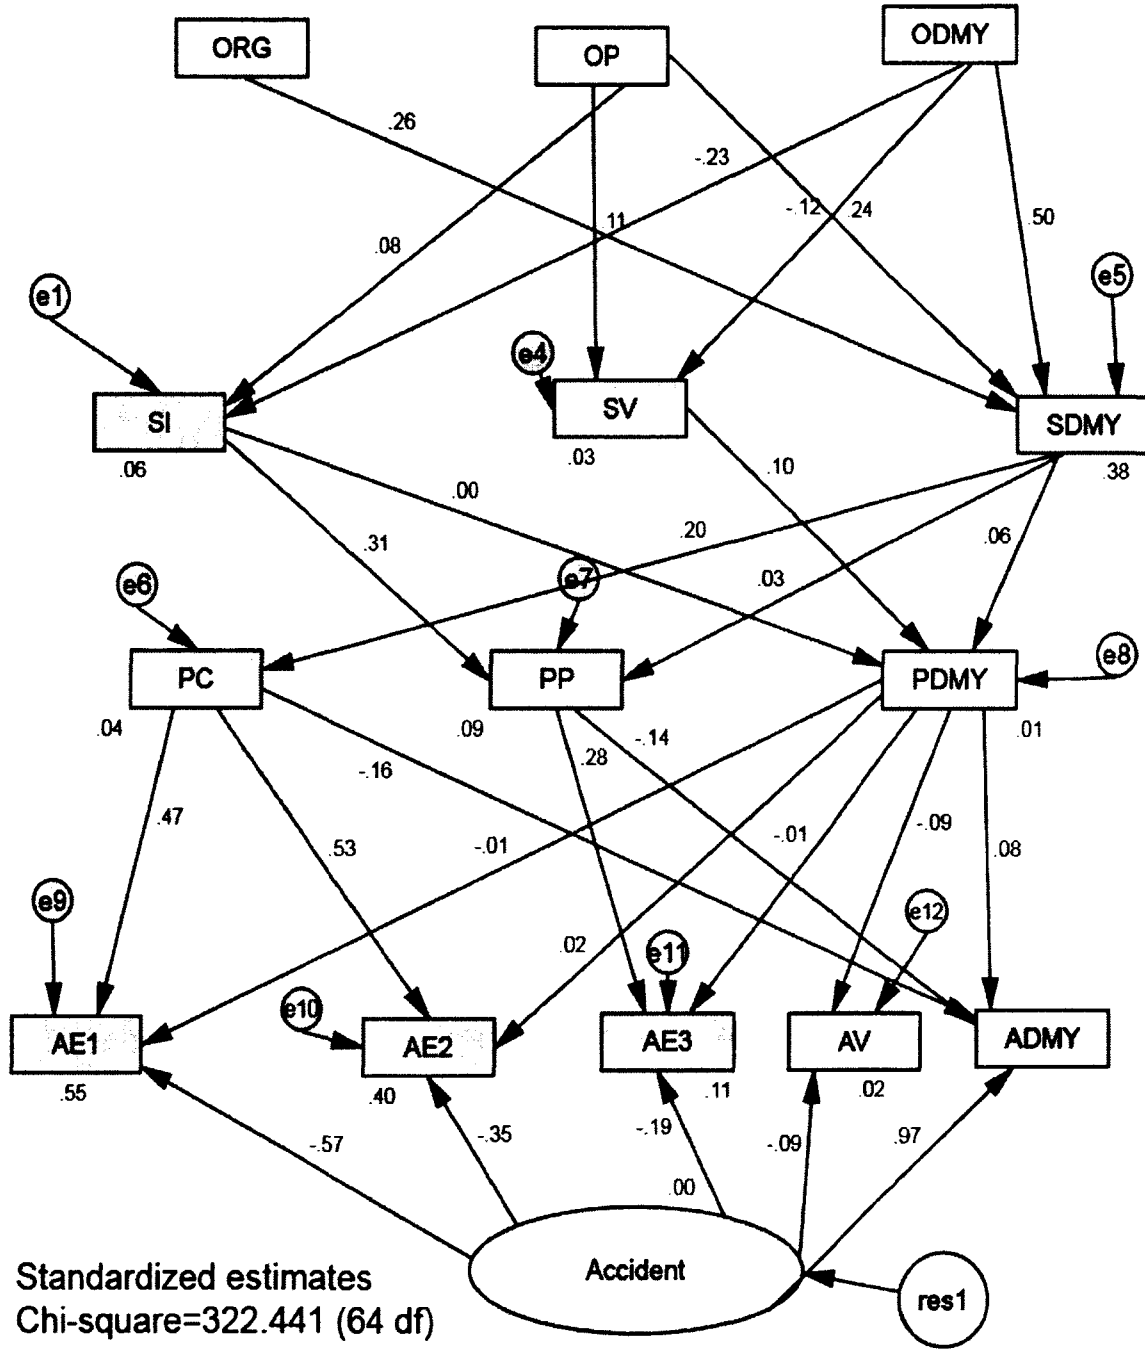 ORG
OP
ODMY
.26
-.23
-.12
.24
.11
.50
.08
e1
e5
e4
SI
SV
SDMY
.06
.03
.38
.00
.10
.31
.20
.06
e6
e7
.03
e8
PC
PP
PDMY
.04
.09
.01
-.16
.28
-.14
.47
.53
-.01
-.01
-.09
.08
e9
e12
.02
e11
e10
AE1
AE2
AE3
AV
ADMY
.55
.40
.11
.02
-.57
-.35
-.19
-.09
.97
.00
Accident
Standardized estimates
Chi-square=322.441 (64 df)
res1